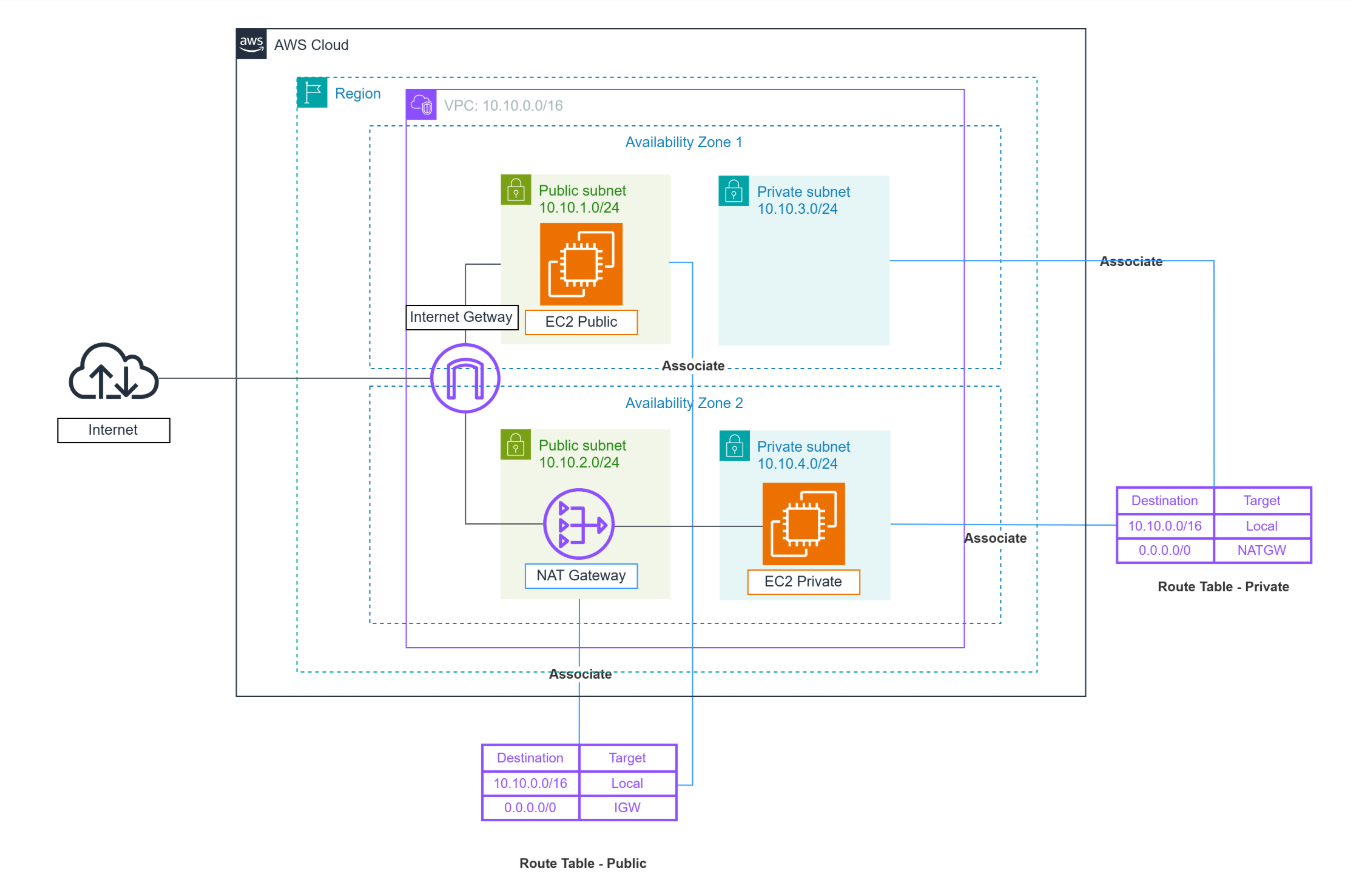 aws
AWS Cloud
Region
VPC: 10.10.0.0/16
Availability Zone 1
Public subnet
10.10.1.0/24
Private subnet
10.10.3.0/24
Associate
Internet Getway
EC2 Public
Associate
Availability Zone 2
Internet
Public subnet
10.10.2.0/24
Private subnet
10.10.4.0/24
Associate
NAT Gateway
EC2 Private
Destination Target
10.10.0.0/16 Local
0.0.0.0/0 NATGW
Route Table - Private
Associate
Destination Target
10.10.0.0/16 Local
0.0.0.0/0 IGW
Route Table - Public